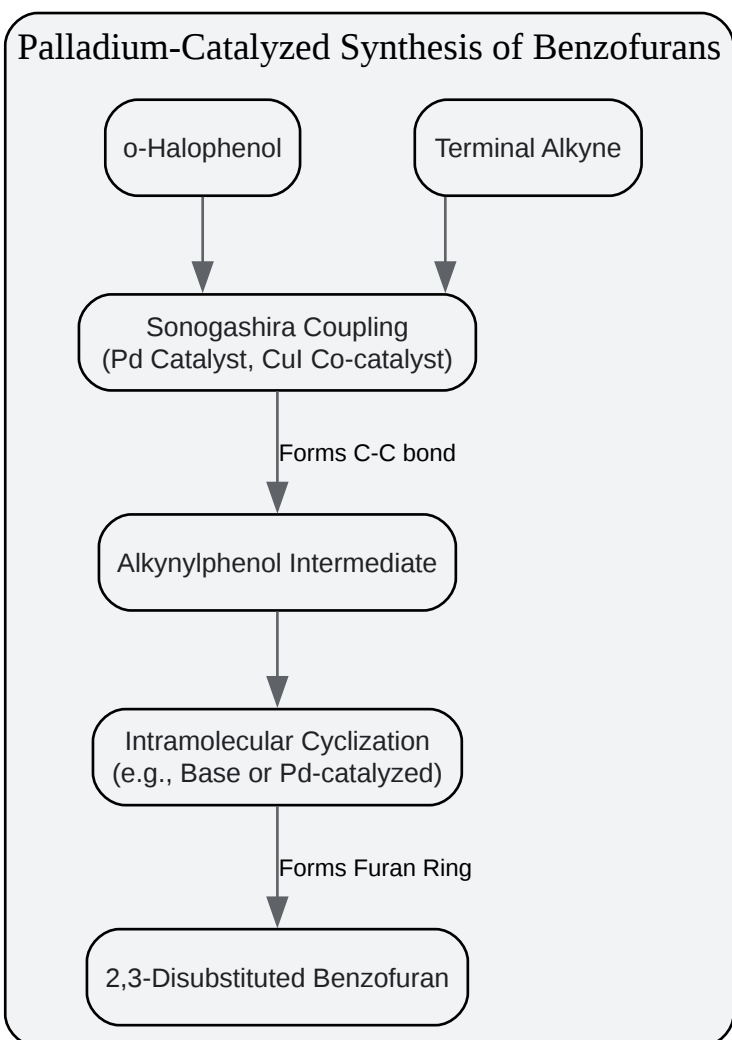 Palladium-Catalyzed Synthesis of Benzofurans
o-Halophenol
Terminal Alkyne
Sonogashira Coupling
(Pd Catalyst, CuI Co-catalyst)
Forms C-C bond
Alkynylphenol Intermediate
Intramolecular Cyclization
(e.g., Base or Pd-catalyzed)
Forms Furan Ring
2,3-Disubstituted Benzofuran